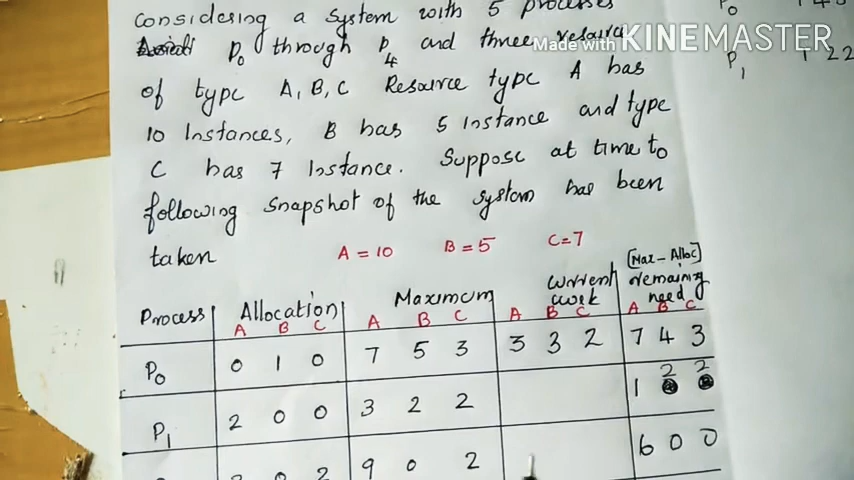 considering a system with 5 processes
P0 through P4 and three resource
Made with KINEMASTER
of type A, B, C Resource type A has
10 Instances, B has 5 instance and type
C has 7 Instance. Suppose at time to
following snapshot of the system has been
taken
A = 10 B = 5 C = 7
Process Allocation Maximum current work [Max - Alloc] remaining need
A B C A B C A B C A B C
P0 0 1 0 7 5 3 3 3 2 7 4 3
P1 2 0 0 3 2 2 1 2 2
9 0 2 6 0 0
P0
P1 1 22